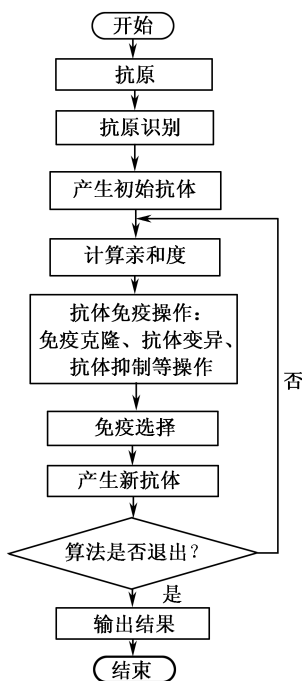 开始
抗原
抗原识别
产生初始抗体
计算亲和度
抗体免疫操作:
免疫克隆、抗体变异、
抗体抑制等操作
否
免疫选择
产生新抗体
算法是否退出?
是
输出结果
结束